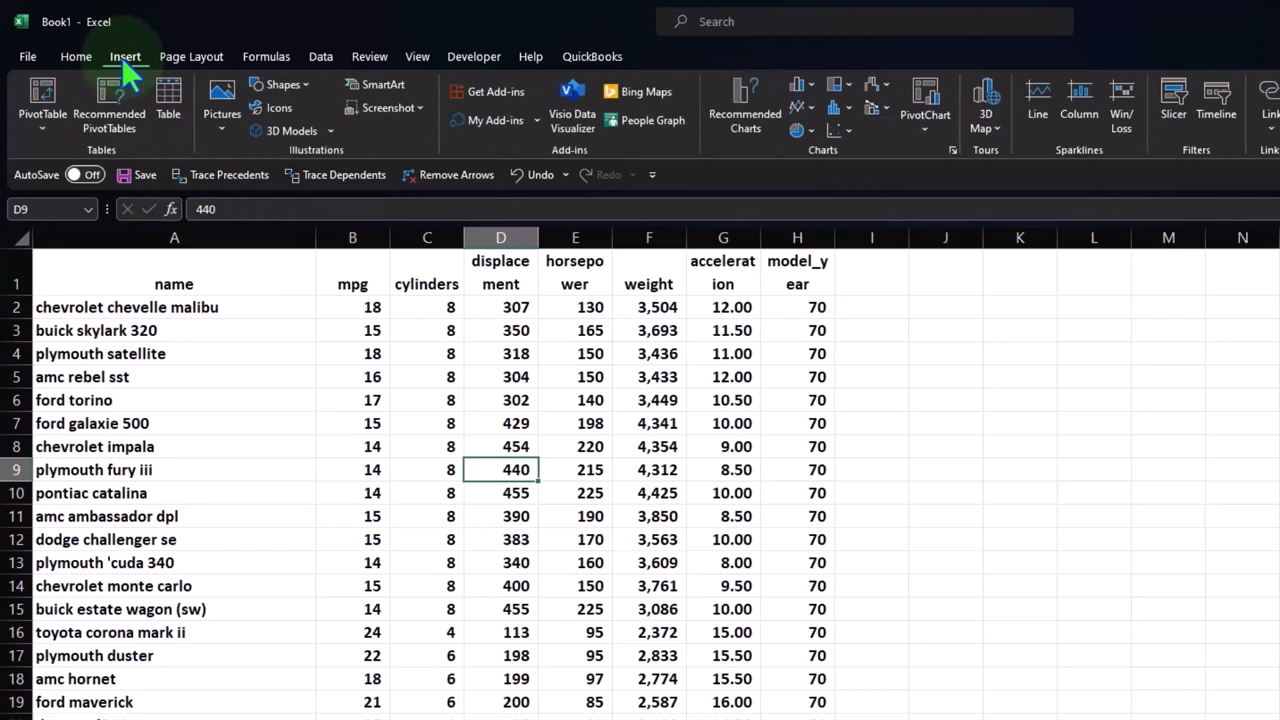 Book1 - Excel
Search
File Home Insert Page Layout Formulas Data Review View Developer Help QuickBooks
PivotTable Recommended PivotTables Table
Tables
Pictures Shapes Icons 3D Models SmartArt Screenshot
Illustrations
Get Add-ins My Add-ins Visio Data Visualizer Bing Maps People Graph
Add-ins
Recommended Charts PivotChart
Charts
3D Map
Tours
Line Column Win/Loss
Sparklines
Slicer Timeline
Filters
AutoSave Off Save Trace Precedents Trace Dependents Remove Arrows Undo Redo
D9 fx 440
A B C D E F G H I J K L M N
1 name mpg cylinders displacement horsepower weight acceleration model_year
2 chevrolet chevelle malibu 18 8 307 130 3,504 12.00 70
3 buick skylark 320 15 8 350 165 3,693 11.50 70
4 plymouth satellite 18 8 318 150 3,436 11.00 70
5 amc rebel sst 16 8 304 150 3,433 12.00 70
6 ford torino 17 8 302 140 3,449 10.50 70
7 ford galaxie 500 15 8 429 198 4,341 10.00 70
8 chevrolet impala 14 8 454 220 4,354 9.00 70
9 plymouth fury iii 14 8 440 215 4,312 8.50 70
10 pontiac catalina 14 8 455 225 4,425 10.00 70
11 amc ambassador dpl 15 8 390 190 3,850 8.50 70
12 dodge challenger se 15 8 383 170 3,563 10.00 70
13 plymouth 'cuda 340 14 8 340 160 3,609 8.00 70
14 chevrolet monte carlo 15 8 400 150 3,761 9.50 70
15 buick estate wagon (sw) 14 8 455 225 3,086 10.00 70
16 toyota corona mark ii 24 4 113 95 2,372 15.00 70
17 plymouth duster 22 6 198 95 2,833 15.50 70
18 amc hornet 18 6 199 97 2,774 15.50 70
19 ford maverick 21 6 200 85 2,587 16.00 70